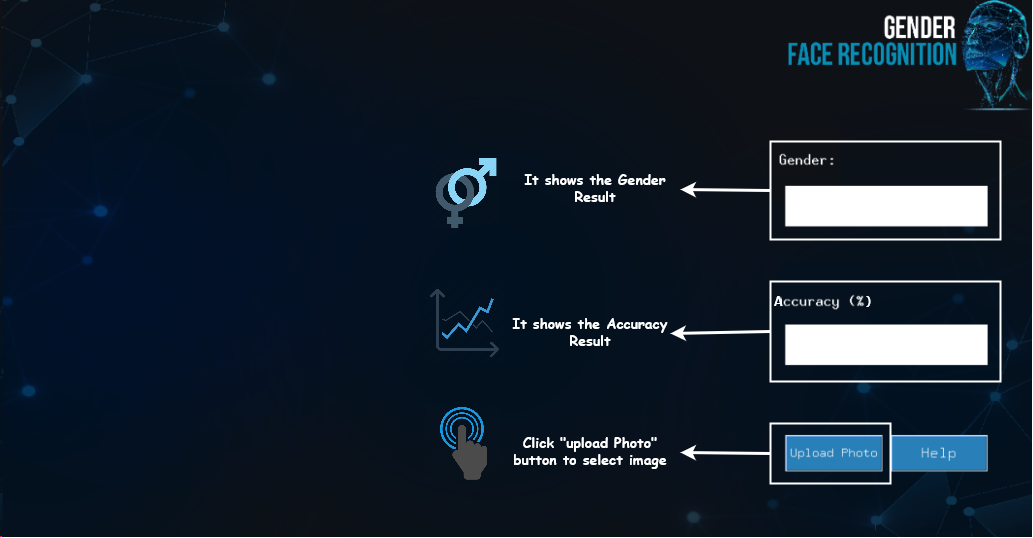 GENDER
FACE RECOGNITION
It shows the Gender
Result
Gender:
It shows the Accuracy
Result
Accuracy (%)
Click "upload Photo"
button to select image
Upload Photo
Help